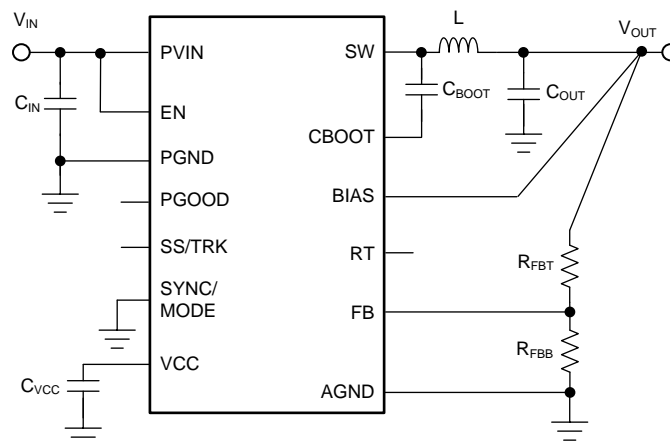 VIN
L
VOUT
PVIN
SW
CIN
CBOOT
COUT
EN
CBOOT
PGND
PGOOD
BIAS
SS/TRK
RT
RFBT
SYNC/
MODE
FB
VCC
RFBB
CVCC
AGND